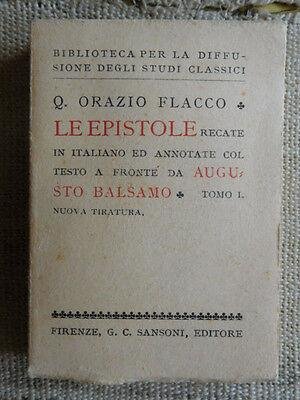 BIBLIOTECA PER LA DIFFU-
SIONE DEGLI STUDI CLASSICI
Q. ORAZIO FLACCO ♣
LE EPISTOLE RECATE
IN ITALIANO ED ANNOTATE COL
TESTO A FRONTE DA AUGU-
STO BALSAMO ♣ TOMO I.
NUOVA TIRATURA.
FIRENZE, G. C. SANSONI, EDITORE